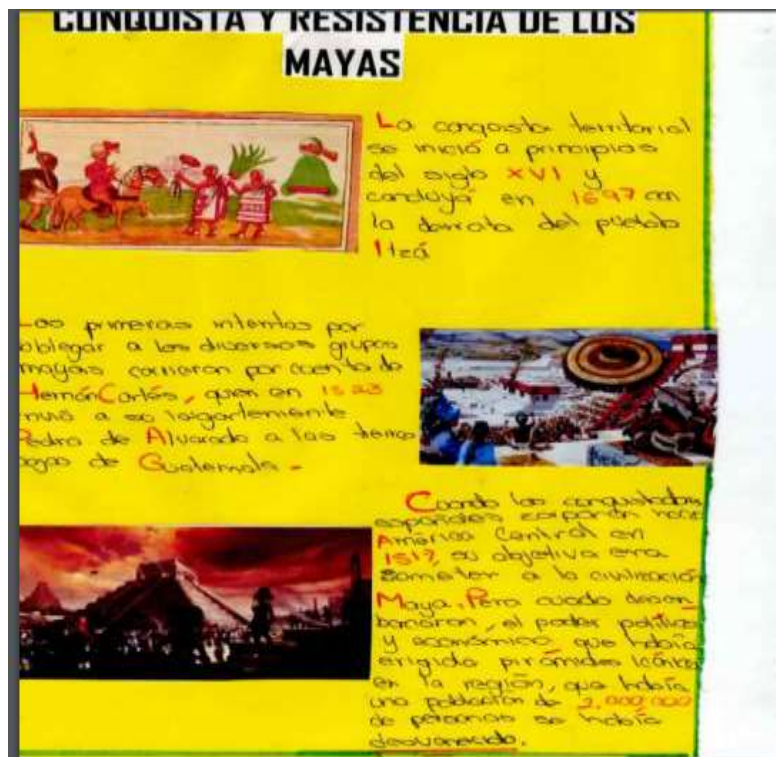 CONQUISTA Y RESISTENCIA DE LOS
MAYAS
La conquista territorial
se inició a principios
del siglo XVI y
concluyó en 1697 con
la derrota del pueblo
Itzá
Los primeros intentos por
doblegar a los diversos grupos
mayas corrieron por cuenta de
Hernán Cortés, quien en 1523
envió a su lugarteniente
Pedro de Alvarado a las tierras
bajas de Guatemala.
Cuando los conquistadores
españoles zarparon hacia
América Central en
1517, su objetivo era
someter a la civilización
Maya. Pero cuado desem
barcaron, el poder político
y económico que había
erigido pirámides icónicas
en la región, que había
una población de 2,000,000
de personas se había
desvanecido.